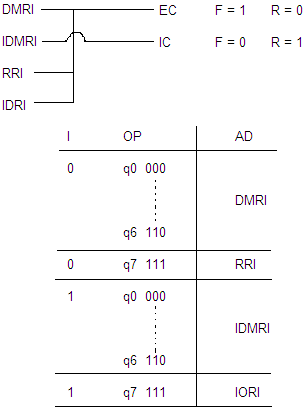 DMRI EC F = 1 R = 0
IDMRI IC F = 0 R = 1
RRI
IDRI
I OP AD
0 q0 000
DMRI
q6 110
0 q7 111 RRI
1 q0 000
IDMRI
q6 110
1 q7 111 IORI